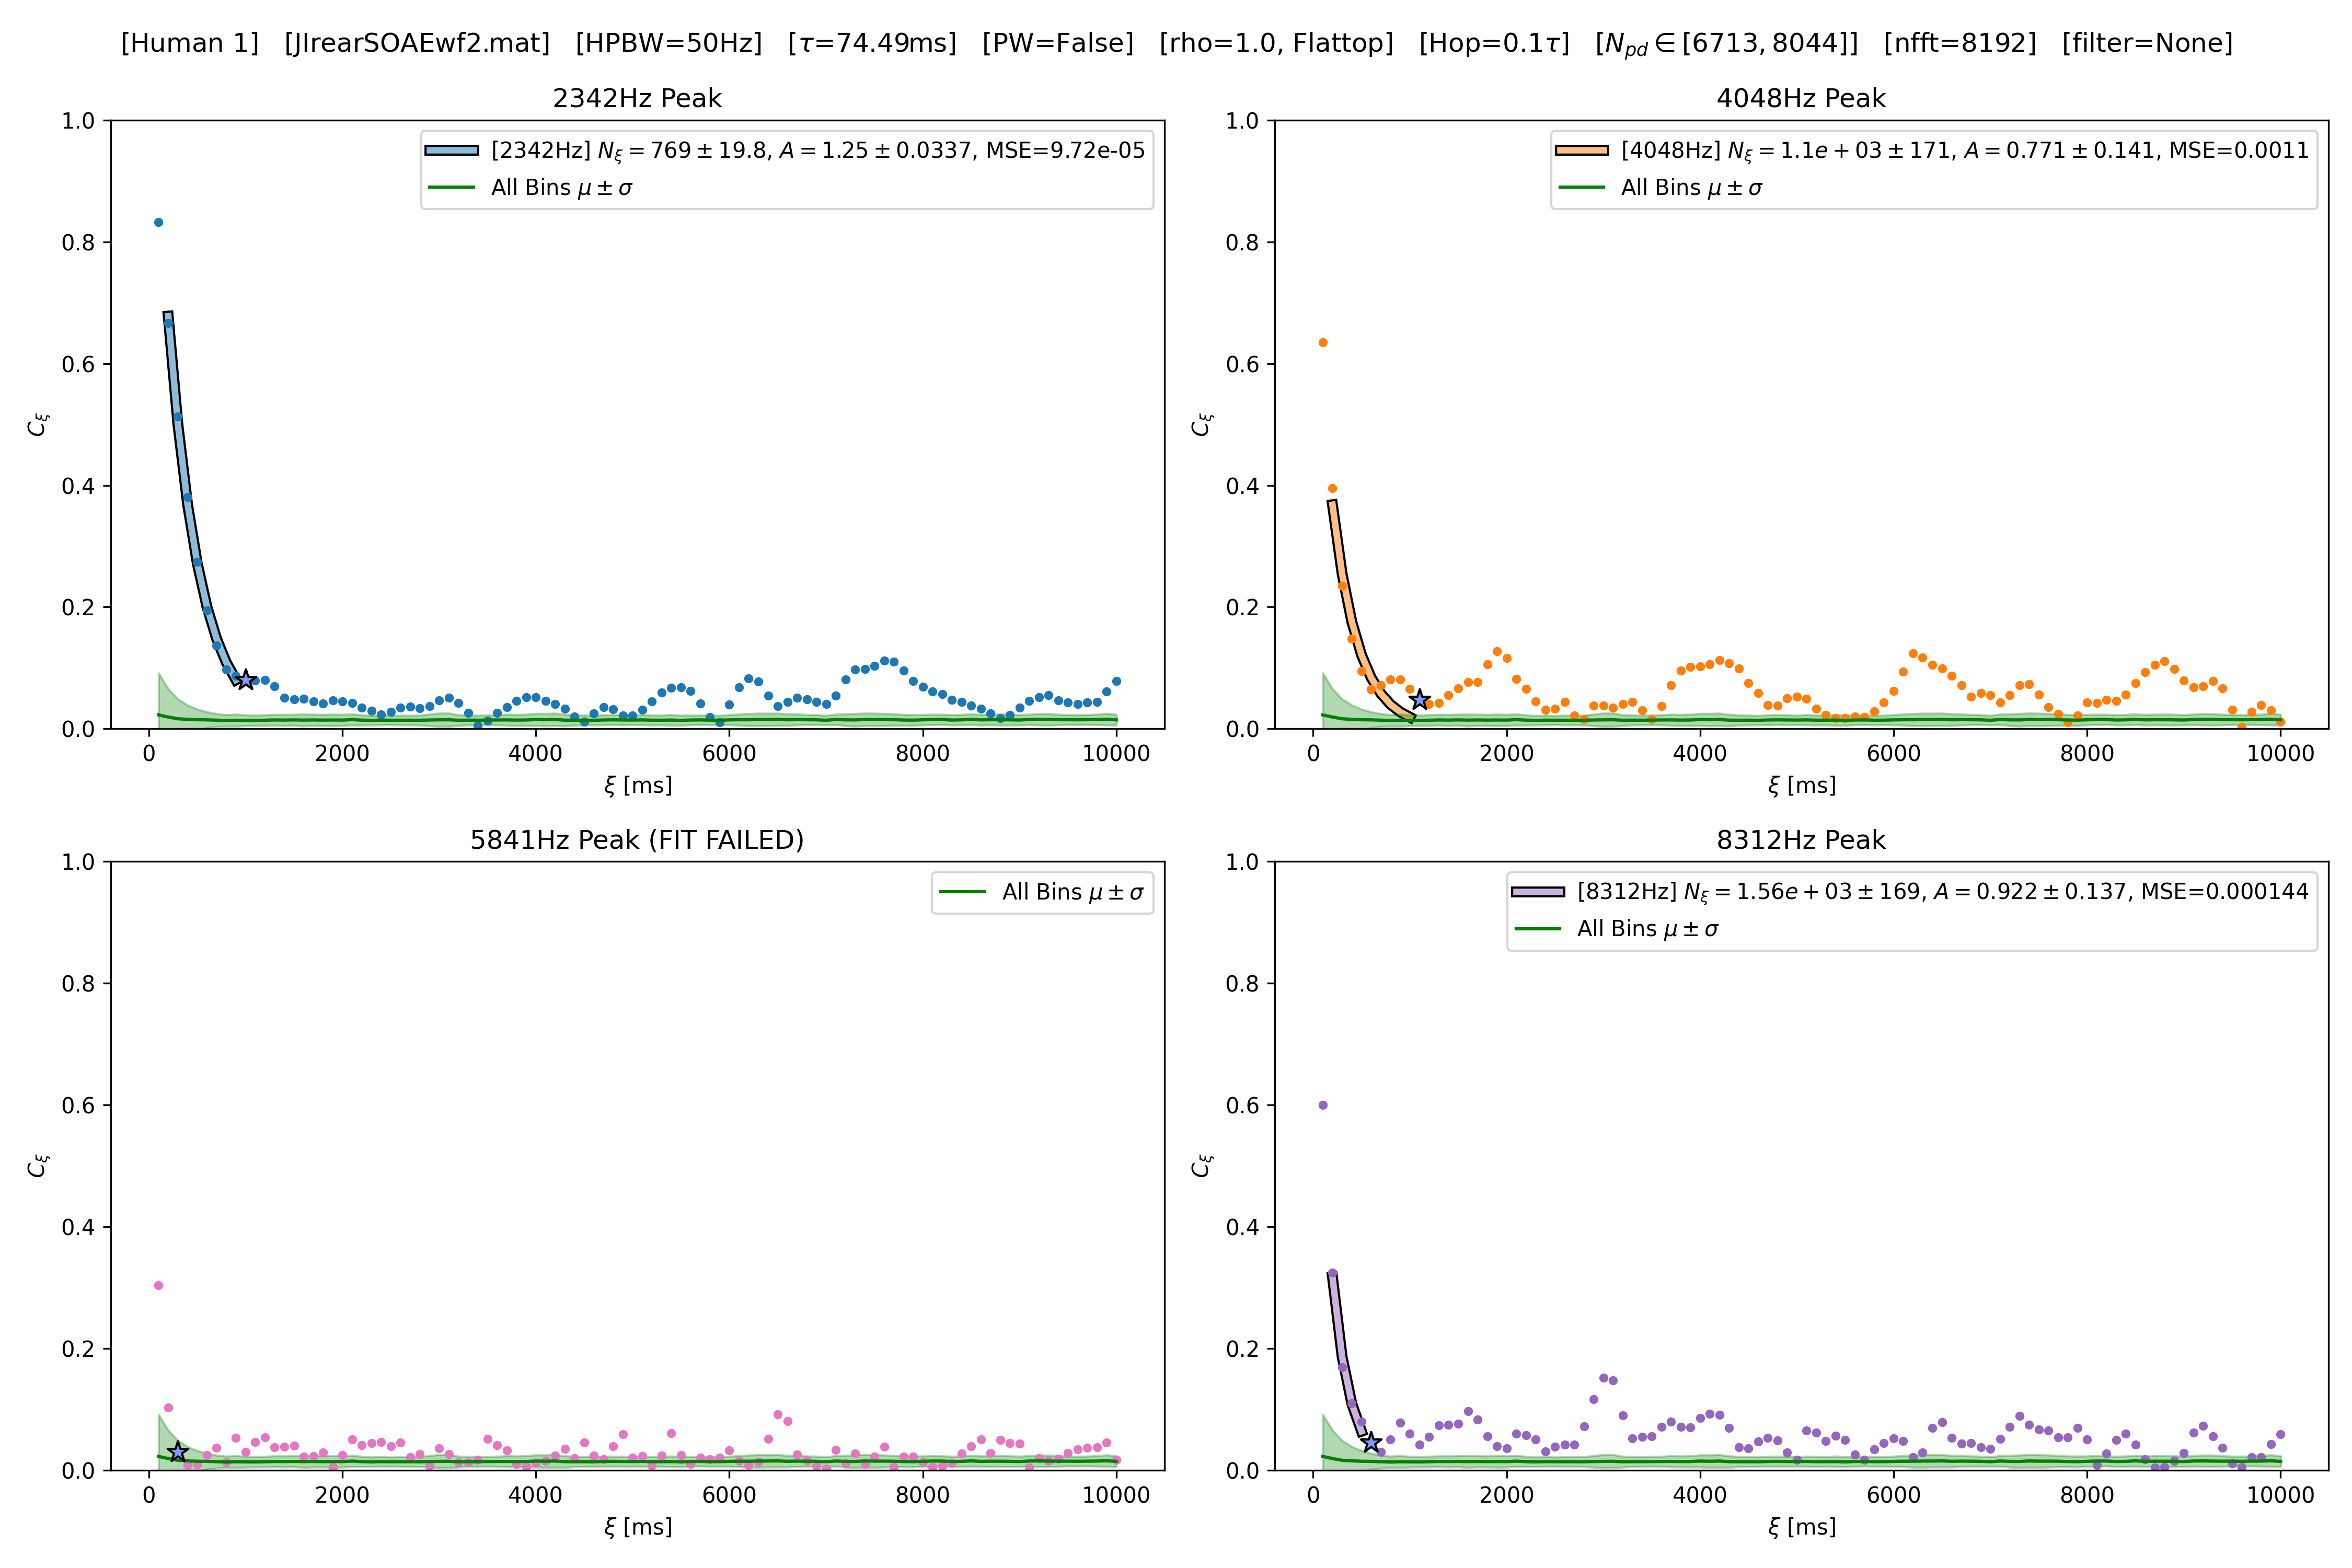 [Human 1] [JIrearSOAEwf2.mat] [HPBW=50Hz] [τ=74.49ms] [PW=False] [rho=1.0, Flattop] [Hop=0.1τ] [N_pd ∈ [6713, 8044]] [nfft=8192] [filter=None]
2342Hz Peak
1.0
0.8
0.6
0.4
0.2
0.0
C_ξ
[2342Hz] N_ξ = 769 ± 19.8, A = 1.25 ± 0.0337, MSE=9.72e-05
All Bins μ ± σ
0 2000 4000 6000 8000 10000
ξ [ms]
4048Hz Peak
1.0
0.8
0.6
0.4
0.2
0.0
C_ξ
[4048Hz] N_ξ = 1.1e + 03 ± 171, A = 0.771 ± 0.141, MSE=0.0011
All Bins μ ± σ
0 2000 4000 6000 8000 10000
ξ [ms]
5841Hz Peak (FIT FAILED)
1.0
0.8
0.6
0.4
0.2
0.0
C_ξ
All Bins μ ± σ
0 2000 4000 6000 8000 10000
ξ [ms]
8312Hz Peak
1.0
0.8
0.6
0.4
0.2
0.0
C_ξ
[8312Hz] N_ξ = 1.56e + 03 ± 169, A = 0.922 ± 0.137, MSE=0.000144
All Bins μ ± σ
0 2000 4000 6000 8000 10000
ξ [ms]